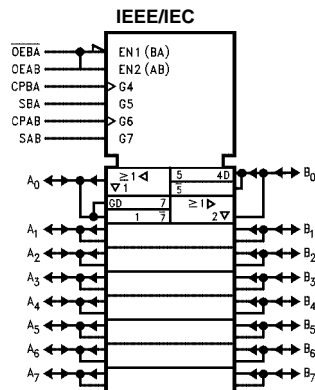 IEEE/IEC
OEBA EN1 (BA)
OEAB EN2 (AB)
CPBA G4
SBA G5
CPAB G6
SAB G7
A0 ≥1 5 4D B0
1 5
GD 7 ≥1
1 7 2
A1 B1
A2 B2
A3 B3
A4 B4
A5 B5
A6 B6
A7 B7